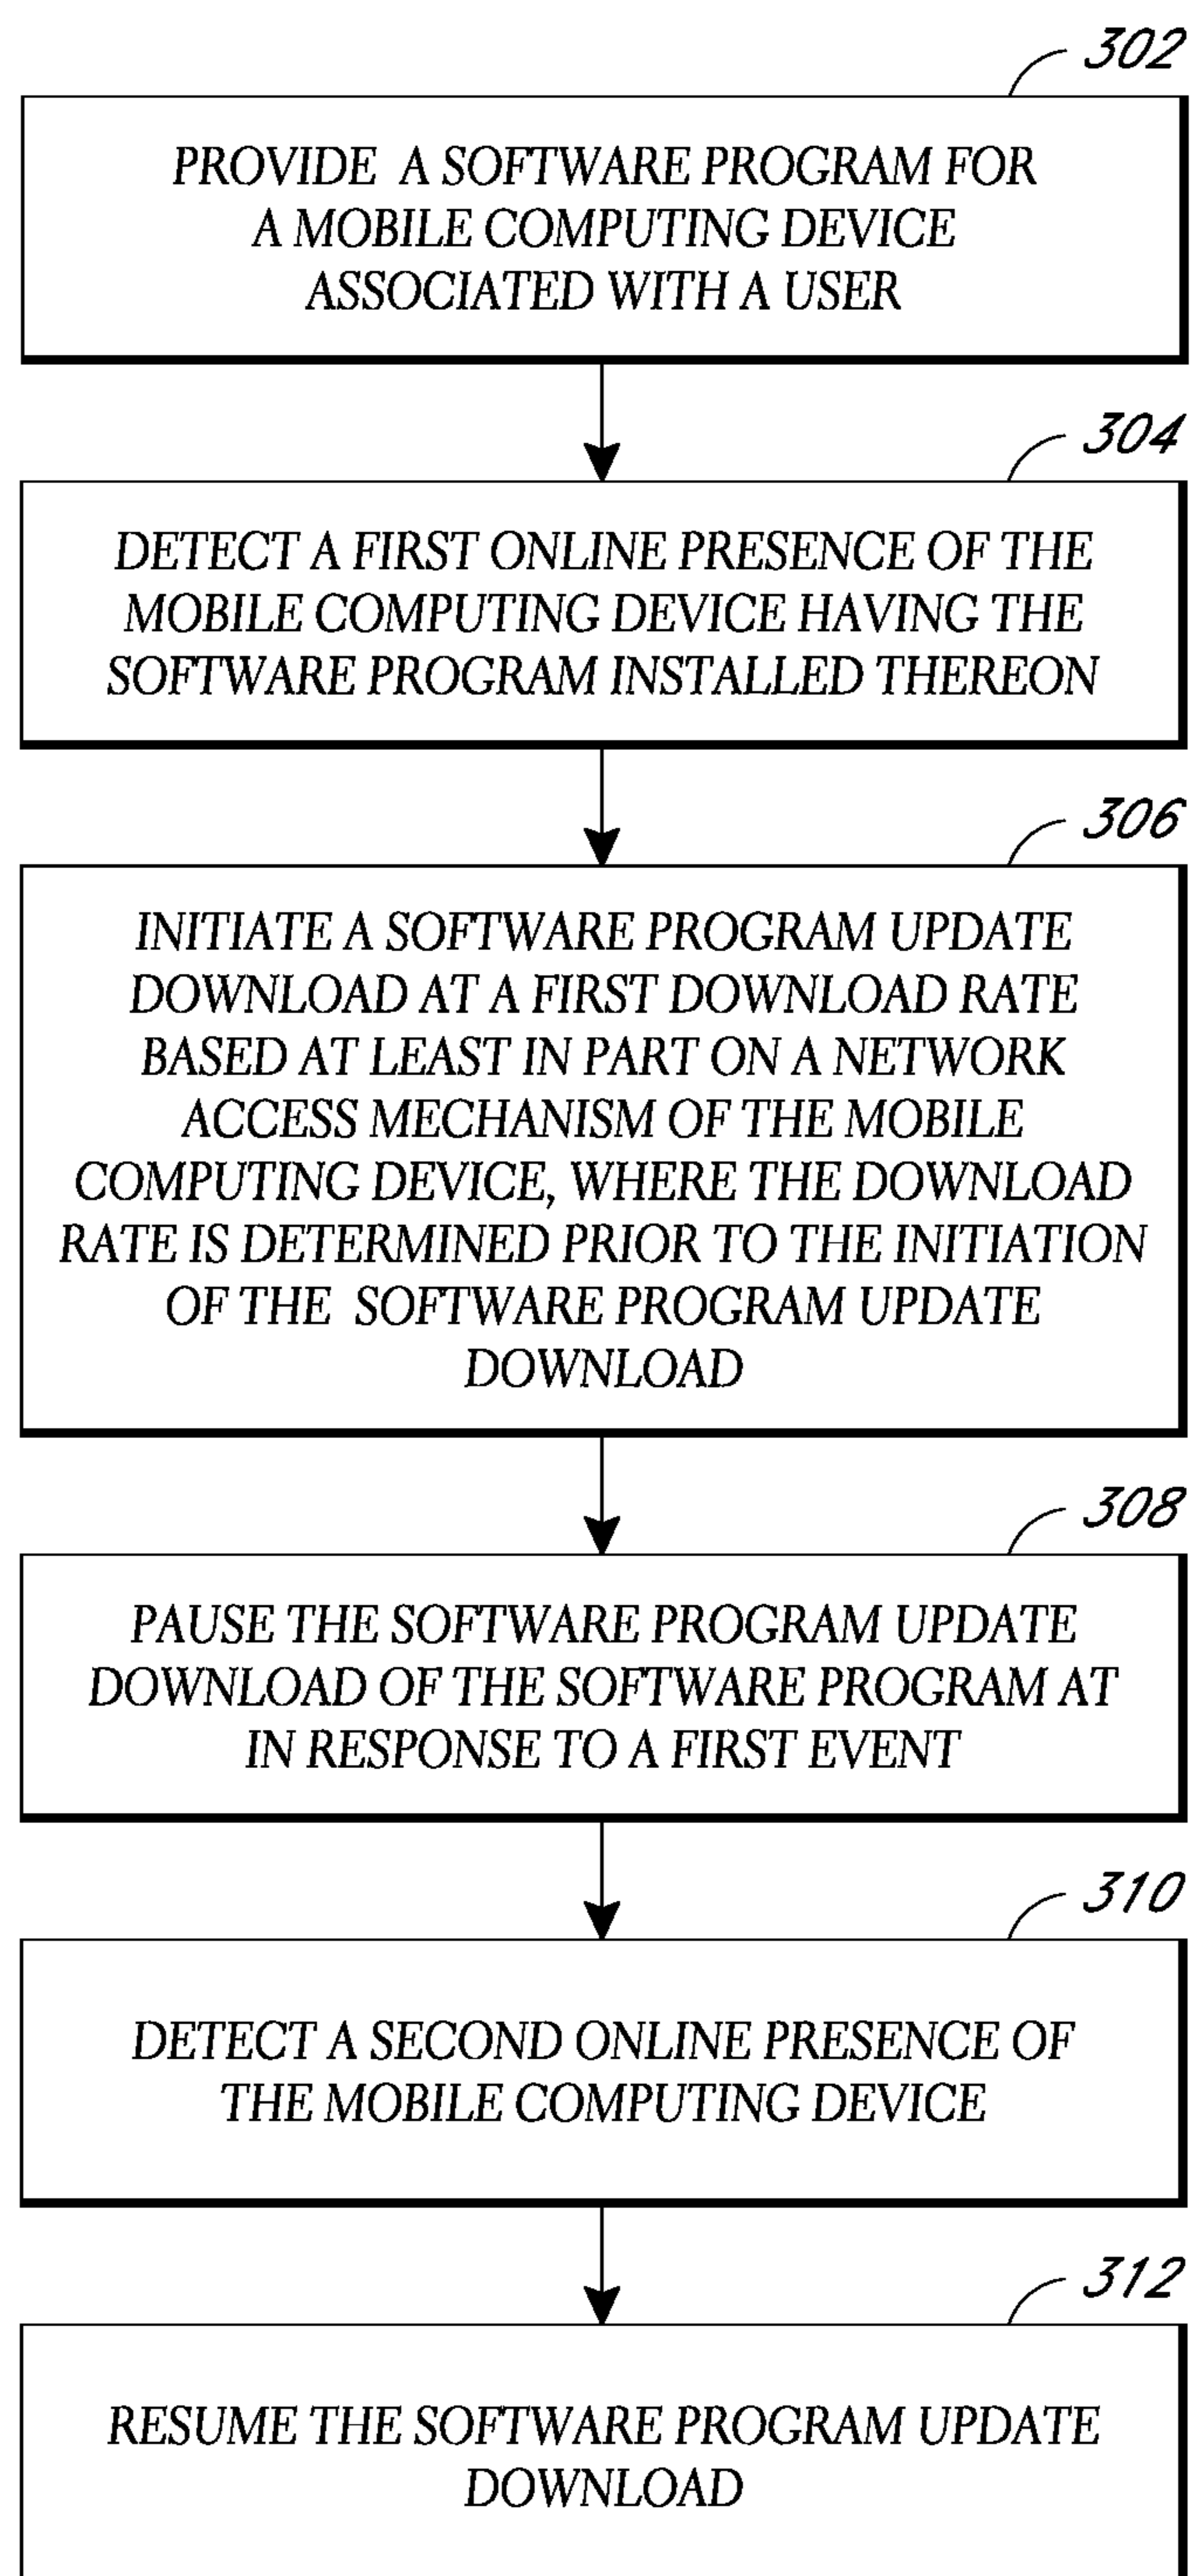 302
PROVIDE A SOFTWARE PROGRAM FOR
A MOBILE COMPUTING DEVICE
ASSOCIATED WITH A USER
304
DETECT A FIRST ONLINE PRESENCE OF THE
MOBILE COMPUTING DEVICE HAVING THE
SOFTWARE PROGRAM INSTALLED THEREON
306
INITIATE A SOFTWARE PROGRAM UPDATE
DOWNLOAD AT A FIRST DOWNLOAD RATE
BASED AT LEAST IN PART ON A NETWORK
ACCESS MECHANISM OF THE MOBILE
COMPUTING DEVICE, WHERE THE DOWNLOAD
RATE IS DETERMINED PRIOR TO THE INITIATION
OF THE SOFTWARE PROGRAM UPDATE
DOWNLOAD
308
PAUSE THE SOFTWARE PROGRAM UPDATE
DOWNLOAD OF THE SOFTWARE PROGRAM AT
IN RESPONSE TO A FIRST EVENT
310
DETECT A SECOND ONLINE PRESENCE OF
THE MOBILE COMPUTING DEVICE
312
RESUME THE SOFTWARE PROGRAM UPDATE
DOWNLOAD